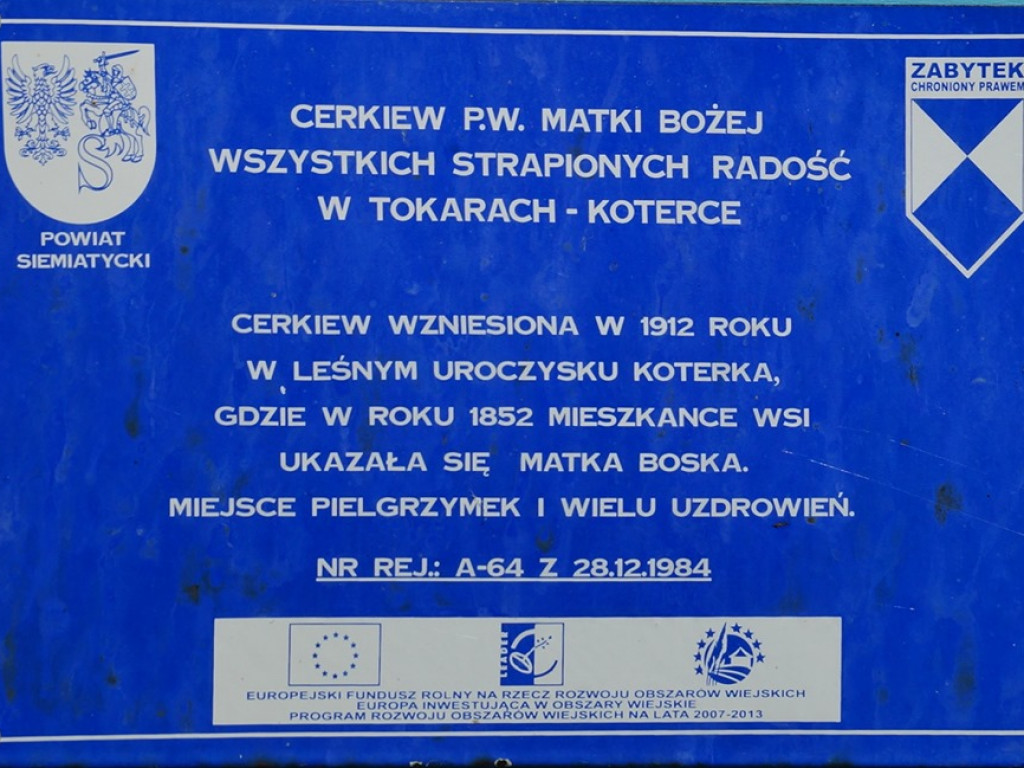 POWIAT
SIEMIATYCKI
ZABYTEK
CHRONIONY PRAWEM
CERKIEW P.W. MATKI BOŻEJ
WSZYSTKICH STRAPIONYCH RADOŚĆ
W TOKARACH - KOTERCE
CERKIEW WZNIESIONA W 1912 ROKU
W LEŚNYM UROCZYSKU KOTERKA,
GDZIE W ROKU 1852 MIESZKANCE WSI
UKAZAŁA SIĘ MATKA BOSKA.
MIEJSCE PIELGRZYMEK I WIELU UZDROWIEŃ.
NR REJ.: A-64 Z 28.12.1984
LEADER
EUROPEJSKI FUNDUSZ ROLNY NA RZECZ ROZWOJU OBSZARÓW WIEJSKICH
EUROPA INWESTUJĄCA W OBSZARY WIEJSKIE
PROGRAM ROZWOJU OBSZARÓW WIEJSKICH NA LATA 2007-2013